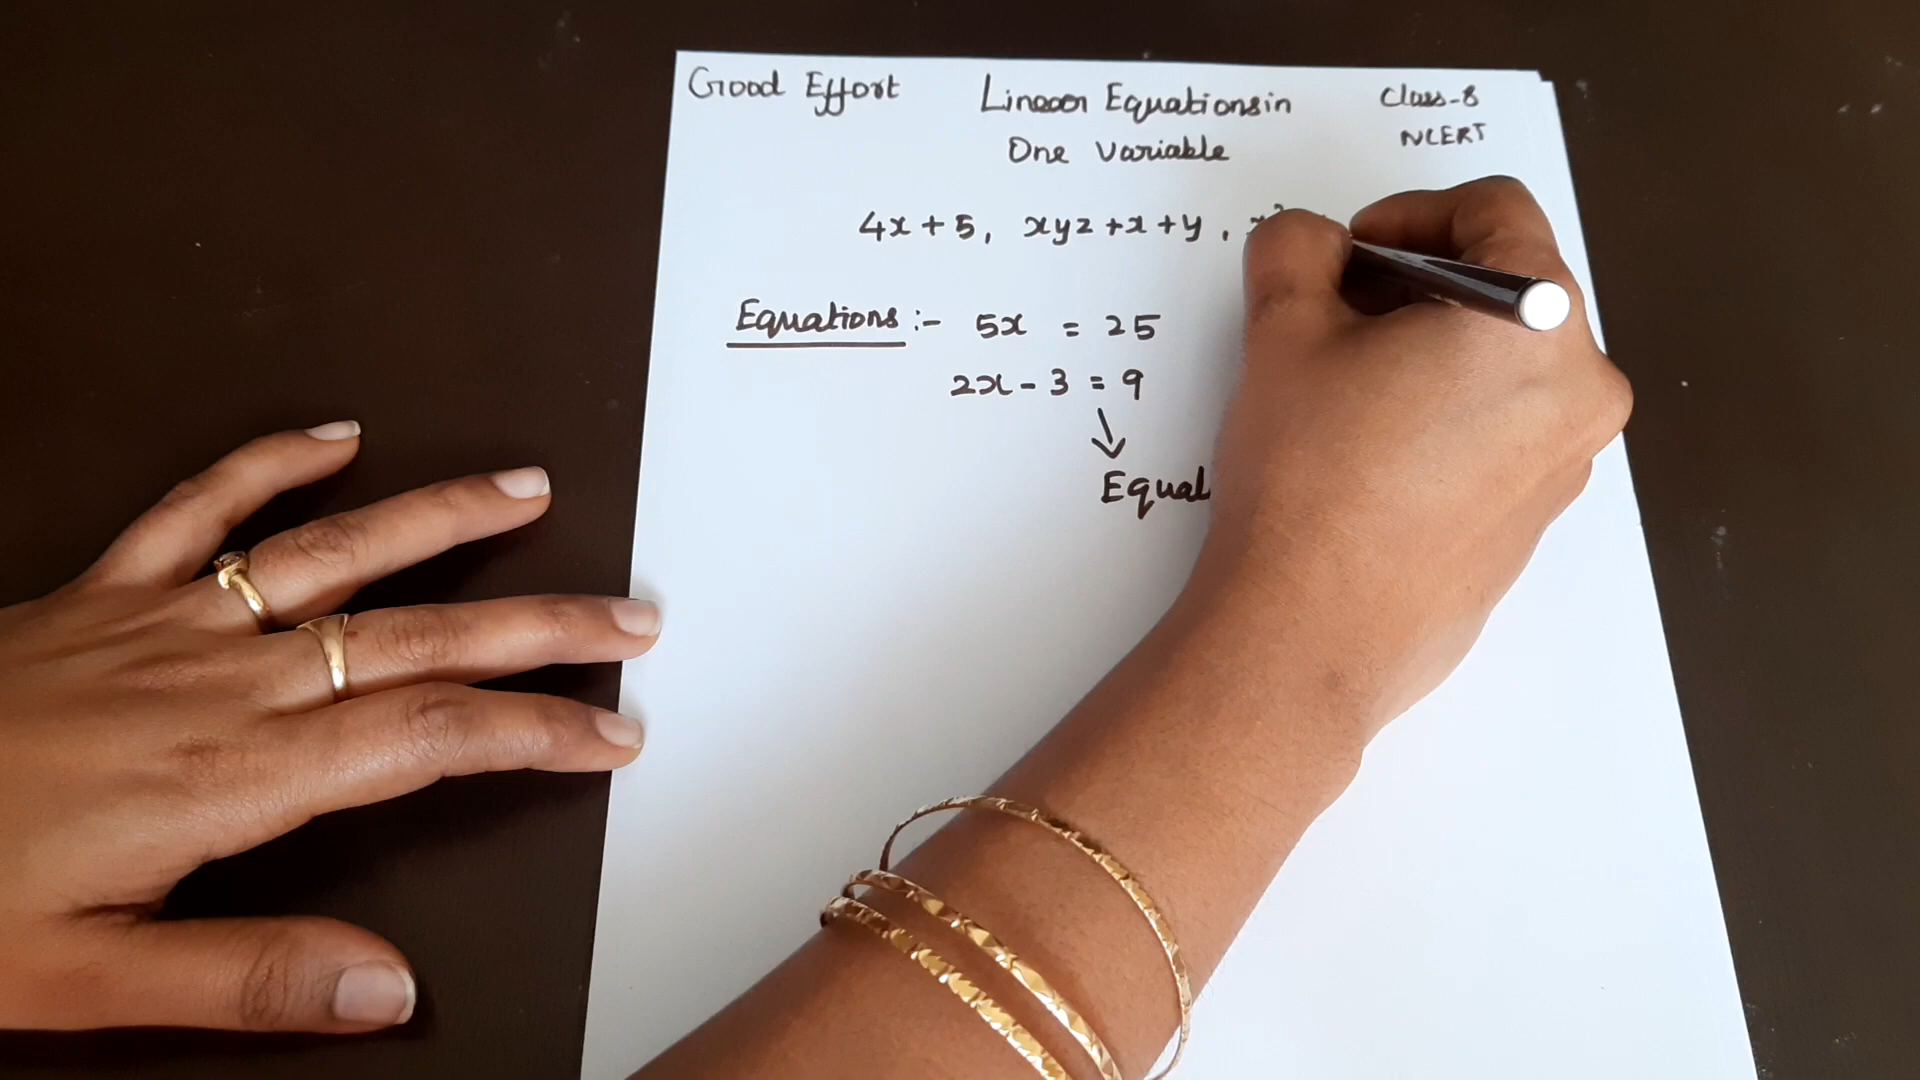 Good Effort
Linear Equations in
One Variable
Class-8
NCERT
4x + 5, xyz + x + y ,
Equations :- 5x = 25
2x - 3 = 9
↓
Equal